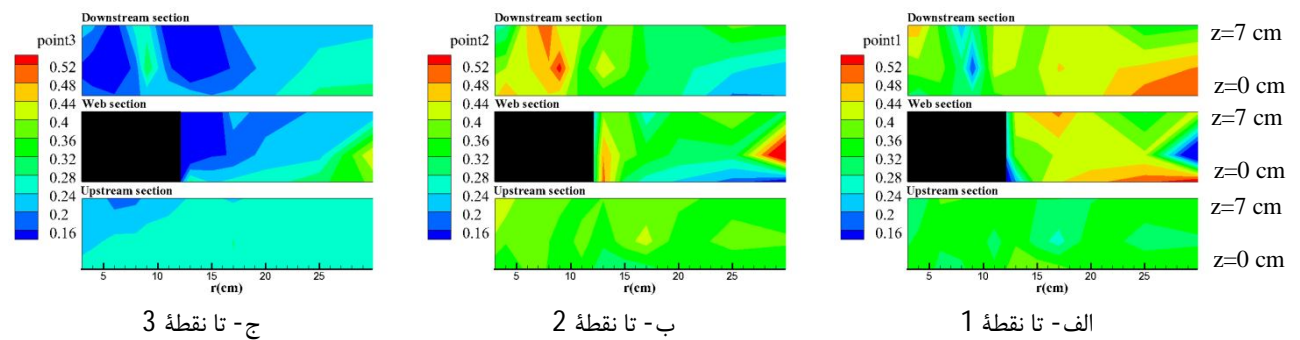 Downstream section
point3
0.52
0.48
0.44
0.4
0.36
0.32
0.28
0.24
0.2
0.16
Web section
Upstream section
5 10 15 20 25
r(cm)
ج- تا نقطهٔ 3
Downstream section
point2
0.52
0.48
0.44
0.4
0.36
0.32
0.28
0.24
0.2
0.16
Web section
Upstream section
5 10 15 20 25
r(cm)
ب- تا نقطهٔ 2
Downstream section
point1
0.52
0.48
0.44
0.4
0.36
0.32
0.28
0.24
0.2
0.16
Web section
Upstream section
5 10 15 20 25
r(cm)
الف- تا نقطهٔ 1
z=7 cm
z=0 cm
z=7 cm
z=0 cm
z=7 cm
z=0 cm